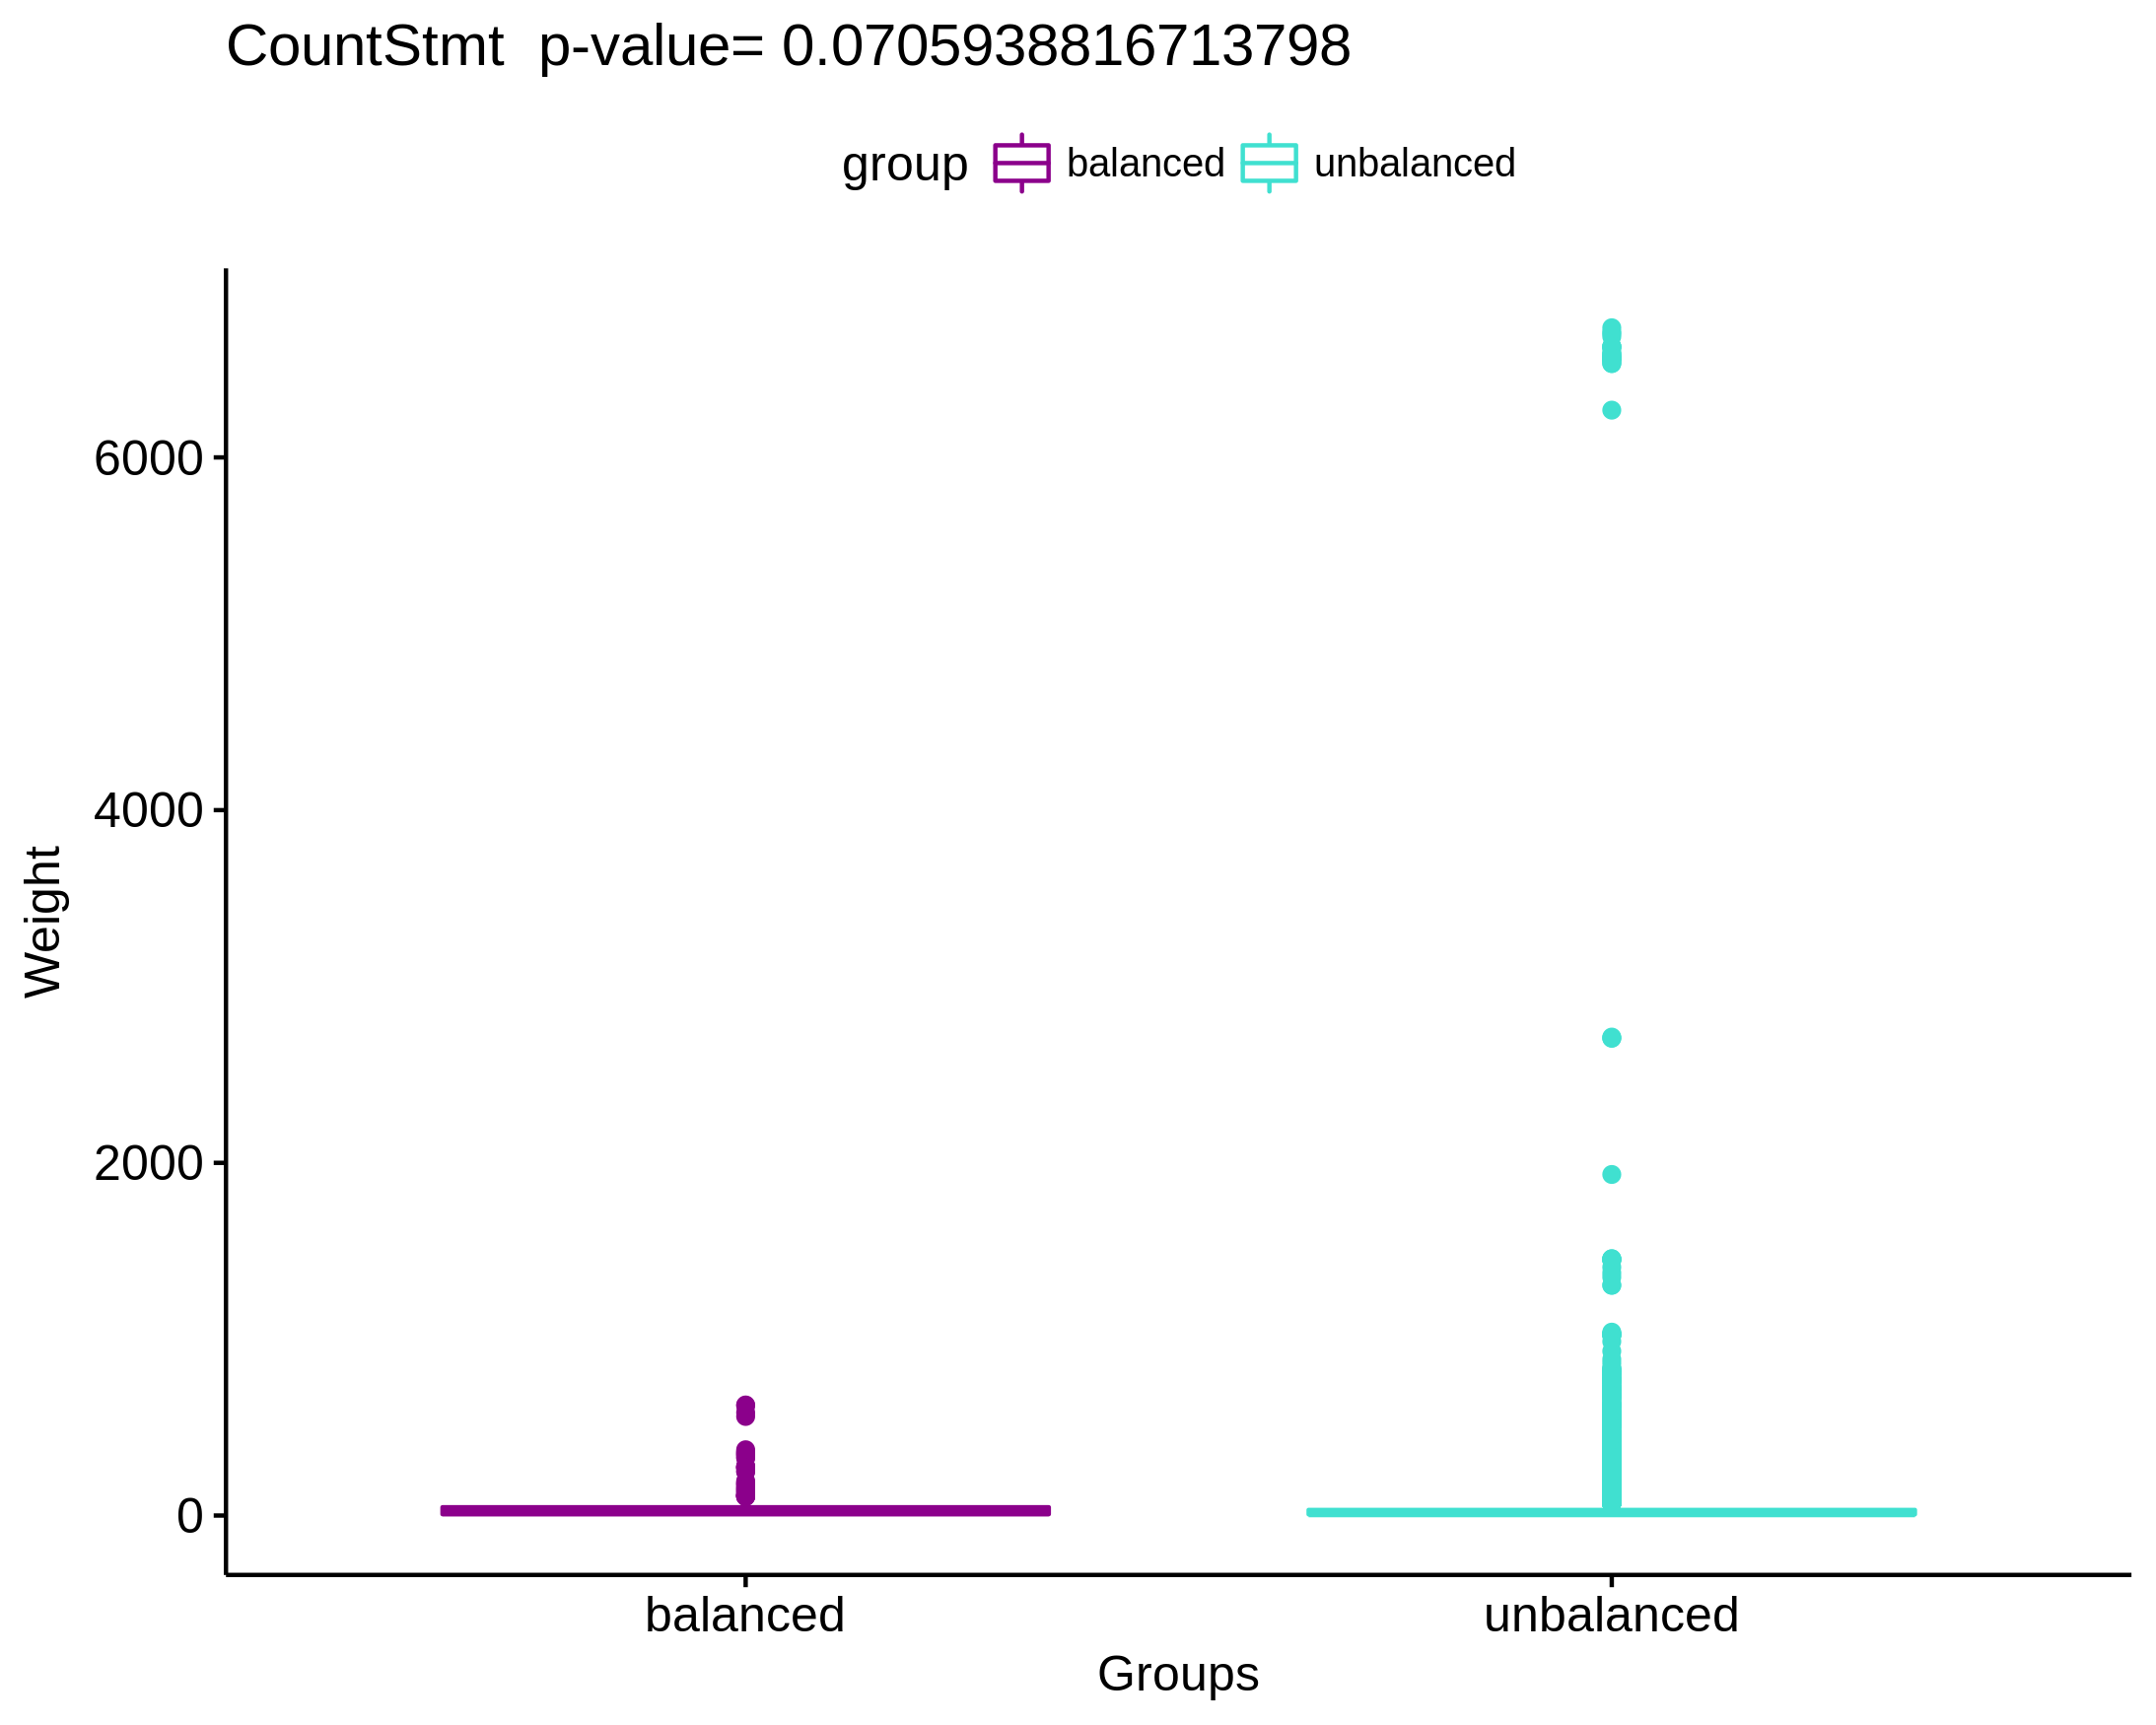 CountStmt  p-value= 0.0705938816713798
group balanced unbalanced
6000
4000
2000
0
Weight
balanced unbalanced
Groups